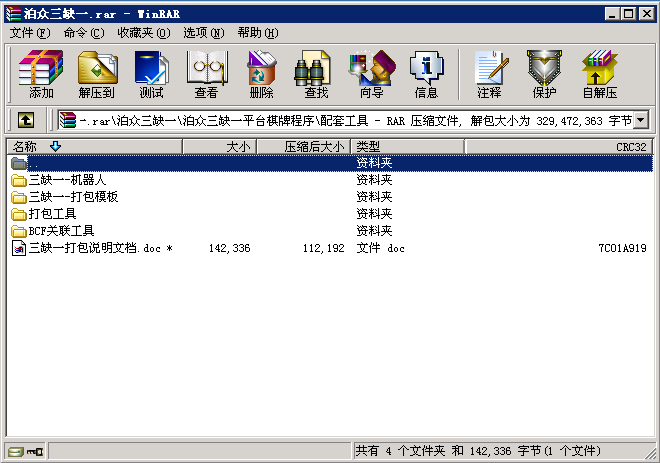 泊众三缺一.rar - WinRAR
文件(F) 命令(C) 收藏夹(O) 选项(N) 帮助(H)
添加 解压到 测试 查看 删除 查找 向导 信息 注释 保护 自解压
一.rar\泊众三缺一\泊众三缺一平台棋牌程序\配套工具 - RAR 压缩文件, 解包大小为 329,472,363 字节
名称 大小 压缩后大小 类型 CRC32
.. 资料夹
三缺一-机器人 资料夹
三缺一-打包模板 资料夹
打包工具 资料夹
BCF关联工具 资料夹
三缺一打包说明文档.doc * 142,336 112,192 文件 doc 7C01A919
共有 4 个文件夹 和 142,336 字节(1 个文件)